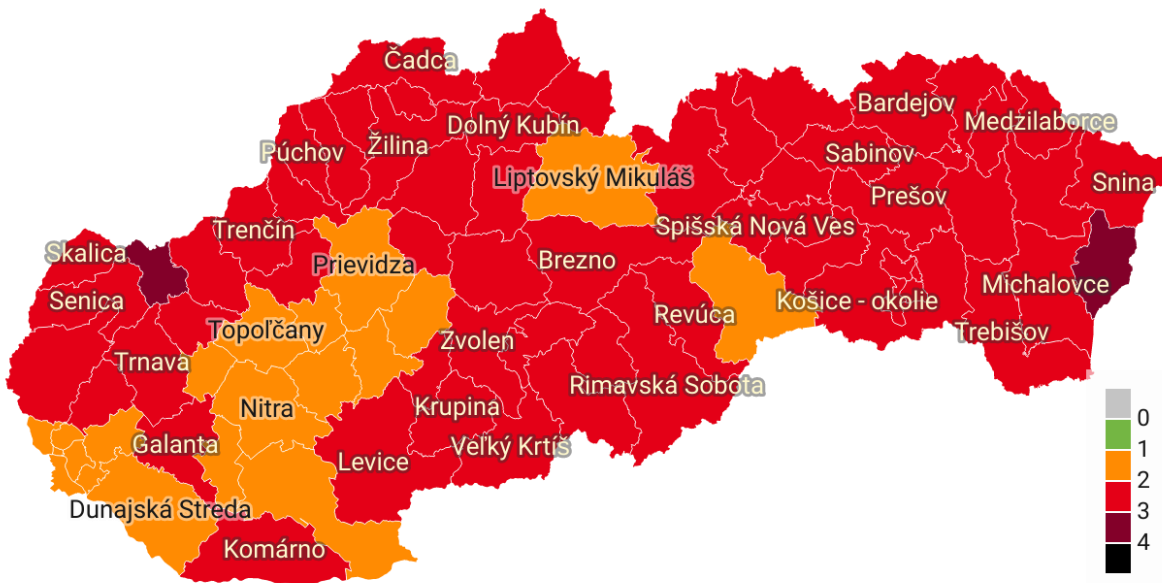 Čadca
Bardejov
Medzilaborce
Dolný Kubín
Púchov
Žilina
Sabinov
Liptovský Mikuláš
Snina
Prešov
Trenčín
Spišská Nová Ves
Skalica
Prievidza
Brezno
Michalovce
Senica
Košice - okolie
Revúca
Topoľčany
Zvolen
Trebišov
Trnava
Rimavská Sobota
Nitra
Krupina
Galanta
Veľký Krtíš
Levice
Dunajská Streda
Komárno
0
1
2
3
4